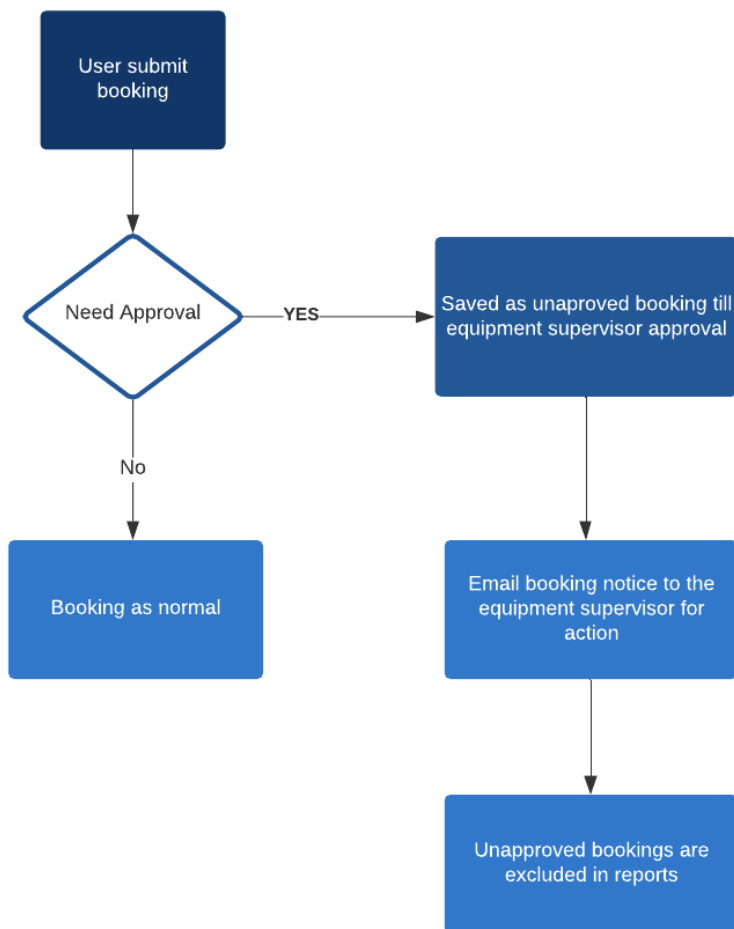 User submit
booking
Need Approval
YES
Saved as unaproved booking till
equipment supervisor approval
No
Booking as normal
Email booking notice to the
equipment supervisor for
action
Unapproved bookings are
excluded in reports